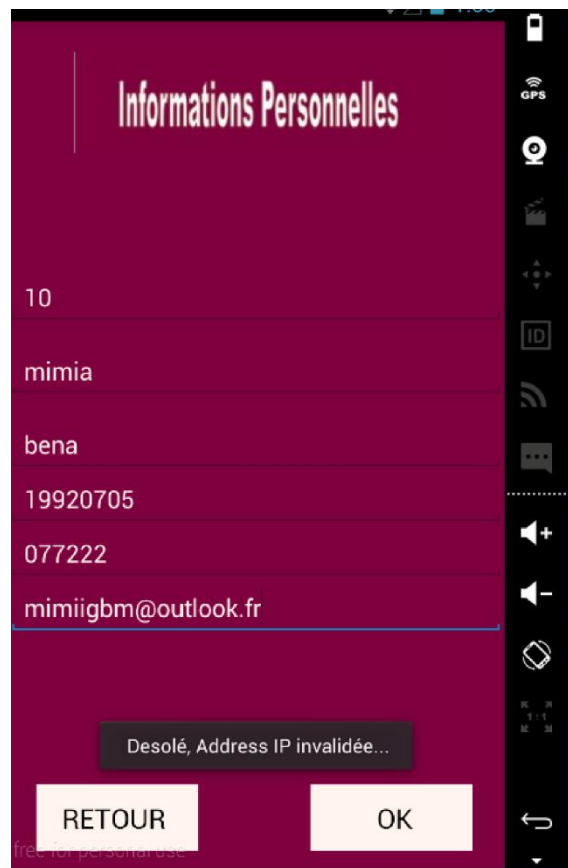 Informations Personnelles
GPS
10
ID
mimia
bena
19920705
077222
mimiigbm@outlook.fr
1:1
Desolé, Address IP invalidée...
RETOUR
OK
free for personal use